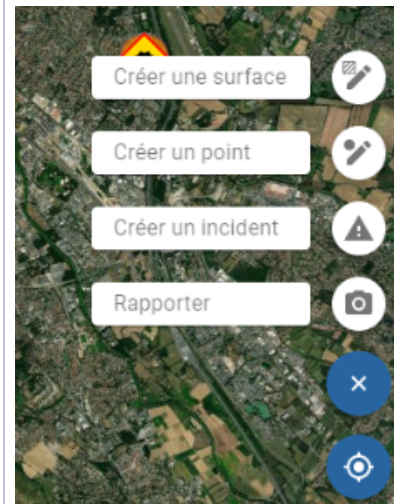 Créer une surface
Créer un point
Créer un incident
Rapporter